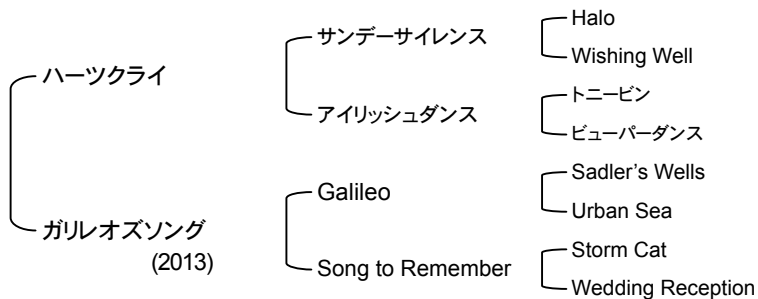 ハーツクライ
ガリレオズソング
(2013)
サンデーサイレンス
アイリッシュダンス
Galileo
Song to Remember
Halo
Wishing Well
トニービン
ビューパーダンス
Sadler's Wells
Urban Sea
Storm Cat
Wedding Reception